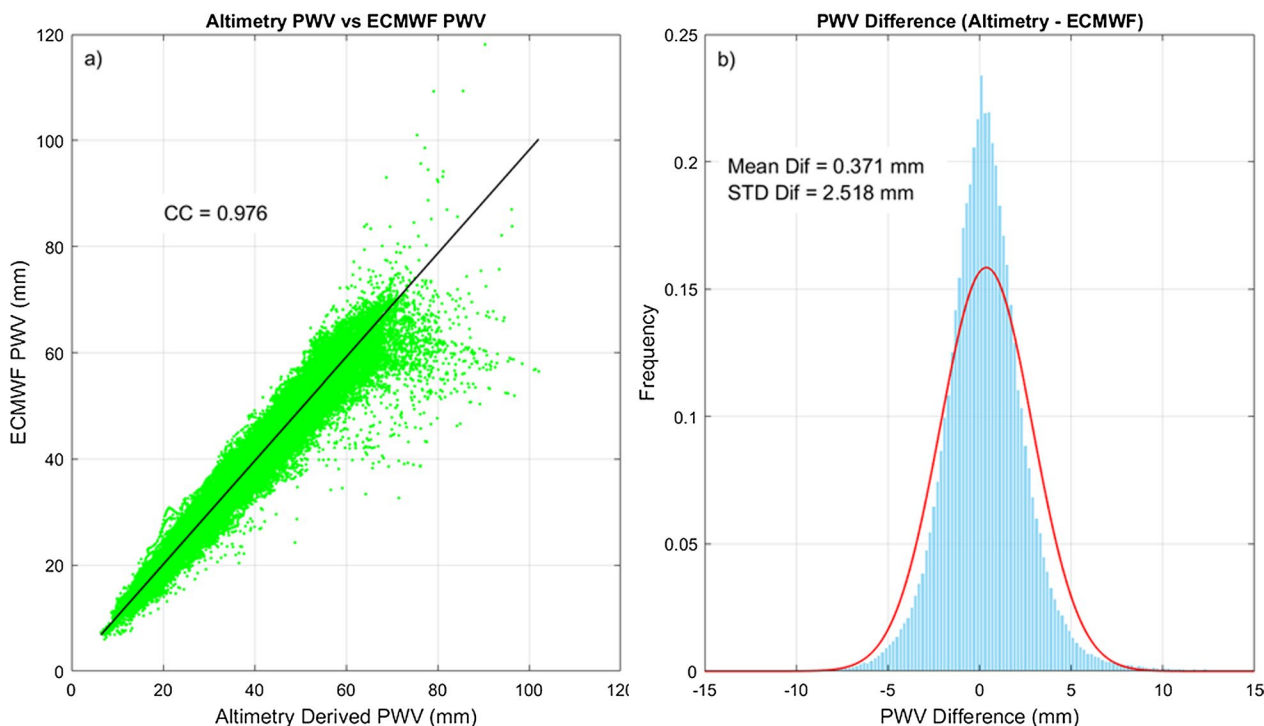 Altimetry PWV vs ECMWF PWV
a)
CC = 0.976
120
100
80
60
40
20
0
ECMWF PWV (mm)
0 20 40 60 80 100 12
Altimetry Derived PWV (mm)
PWV Difference (Altimetry - ECMWF)
b)
Mean Dif = 0.371 mm
STD Dif = 2.518 mm
0.25
0.2
0.15
0.1
0.05
0
Frequency
-15 -10 -5 0 5 10 15
PWV Difference (mm)